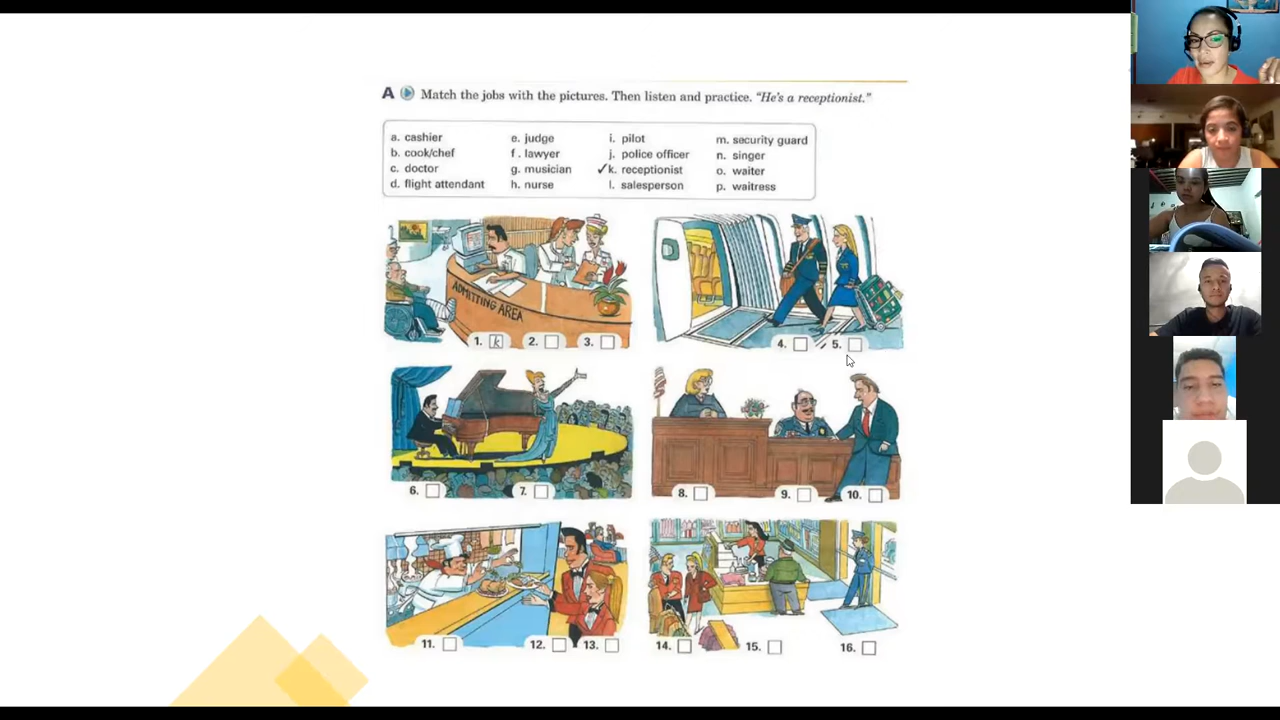 A Match the jobs with the pictures. Then listen and practice. "He's a receptionist."
a. cashier
b. cook/chef
c. doctor
d. flight attendant
e. judge
f. lawyer
g. musician
h. nurse
i. pilot
j. police officer
✓k. receptionist
l. salesperson
m. security guard
n. singer
o. waiter
p. waitress
ADMITTING AREA
1. k 2. 3.
4. 5.
6. 7.
8. 9. 10.
11. 12. 13.
14. 15. 16.